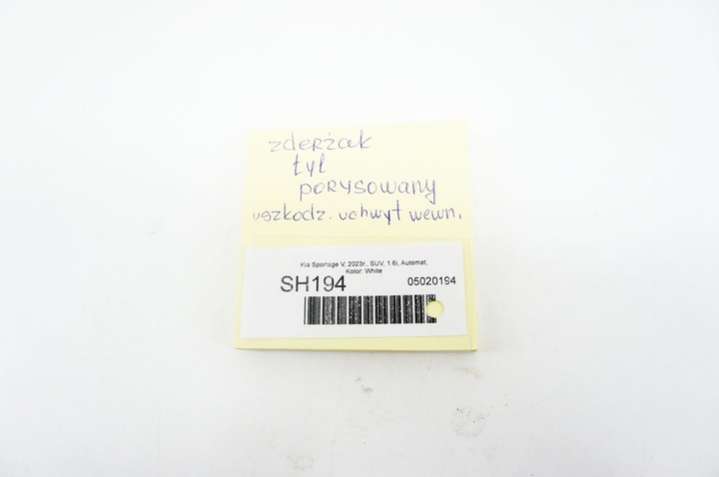 zderżak
tył
porysowany
uszkodz. uchwyt wewn.
Kia Sportage V, 2023r., SUV, 1.6i, Automat,
Kolor: White
SH194
05020194